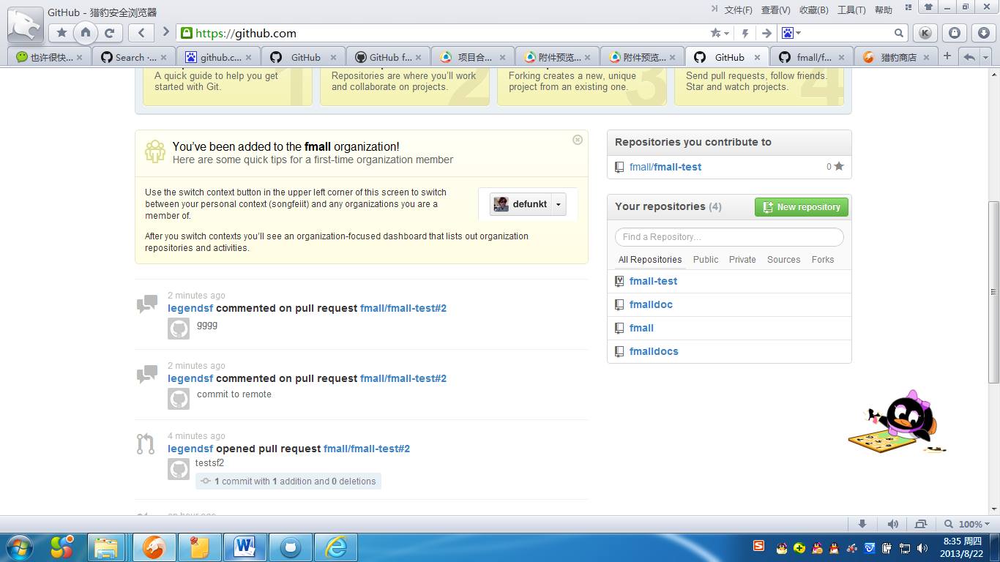 GitHub - 猎豹安全浏览器
文件(F) 查看(V) 收藏(B) 工具(T) 帮助
https://github.com
K
也许很快...
Search ·...
github.c...
GitHub
GitHub f...
项目合...
附件预览...
附件预览...
GitHub
fmall/f...
猎豹商店
A quick guide to help you get
started with Git.
1
Repositories are where you'll work
and collaborate on projects.
2
Forking creates a new, unique
project from an existing one.
3
Send pull requests, follow friends.
Star and watch projects.
4
You've been added to the fmall organization!
Here are some quick tips for a first-time organization member
Use the switch context button in the upper left corner of this screen to switch
between your personal context (songfeiit) and any organizations you are a
member of.
defunkt
After you switch contexts you'll see an organization-focused dashboard that lists out organization
repositories and activities.
2 minutes ago
legendsf commented on pull request fmall/fmall-test#2
gggg
2 minutes ago
legendsf commented on pull request fmall/fmall-test#2
commit to remote
4 minutes ago
legendsf opened pull request fmall/fmall-test#2
testsf2
1 commit with 1 addition and 0 deletions
an hour ago
Repositories you contribute to
fmall/fmall-test 0
Your repositories (4)
New repository
Find a Repository...
All Repositories Public Private Sources Forks
fmall-test
fmalldoc
fmall
fmalldocs
100%
8:35 周四
2013/8/22